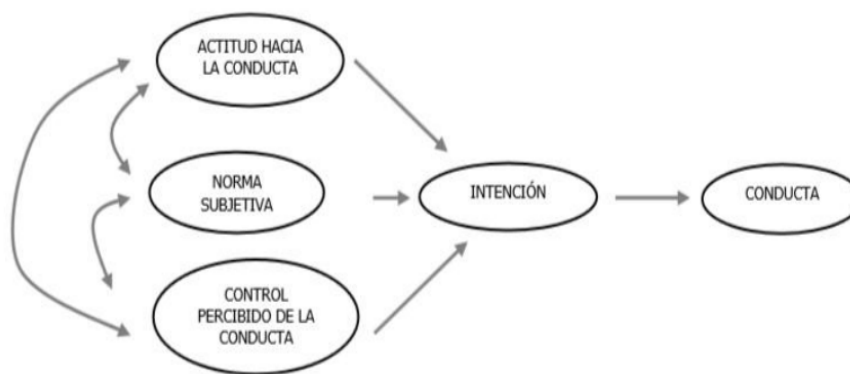 ACTITUD HACIA
LA CONDUCTA
NORMA
SUBJETIVA
CONTROL
PERCIBIDO DE LA
CONDUCTA
INTENCIÓN
CONDUCTA